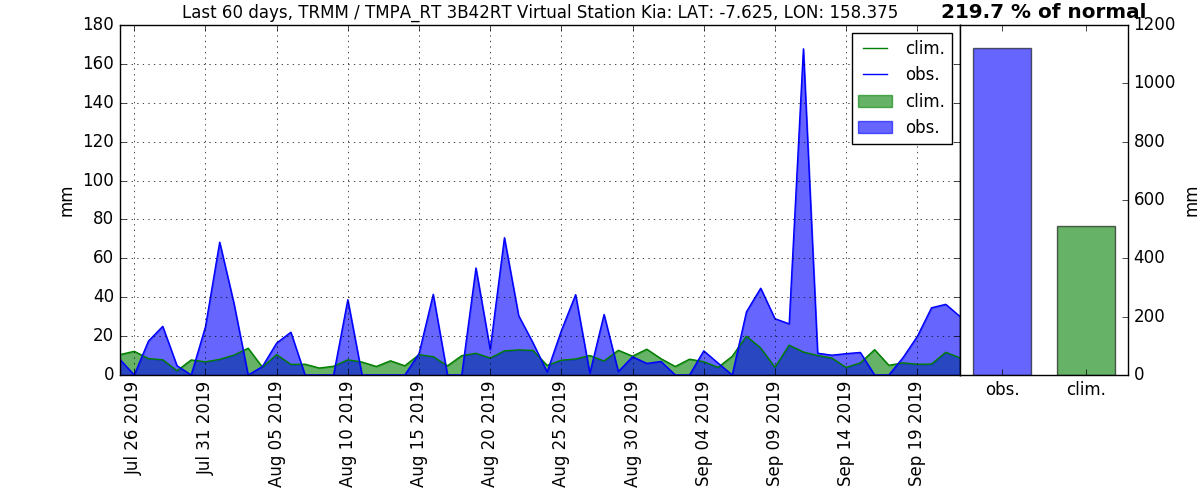 Last 60 days, TRMM / TMPA_RT 3B42RT Virtual Station Kia: LAT: -7.625, LON: 158.375
219.7 % of normal
180
160
140
120
100
80
60
40
20
0
mm
clim.
obs.
clim.
obs.
1200
1000
800
600
400
200
0
mm
Jul 26 2019
Jul 31 2019
Aug 05 2019
Aug 10 2019
Aug 15 2019
Aug 20 2019
Aug 25 2019
Aug 30 2019
Sep 04 2019
Sep 09 2019
Sep 14 2019
Sep 19 2019
obs.
clim.